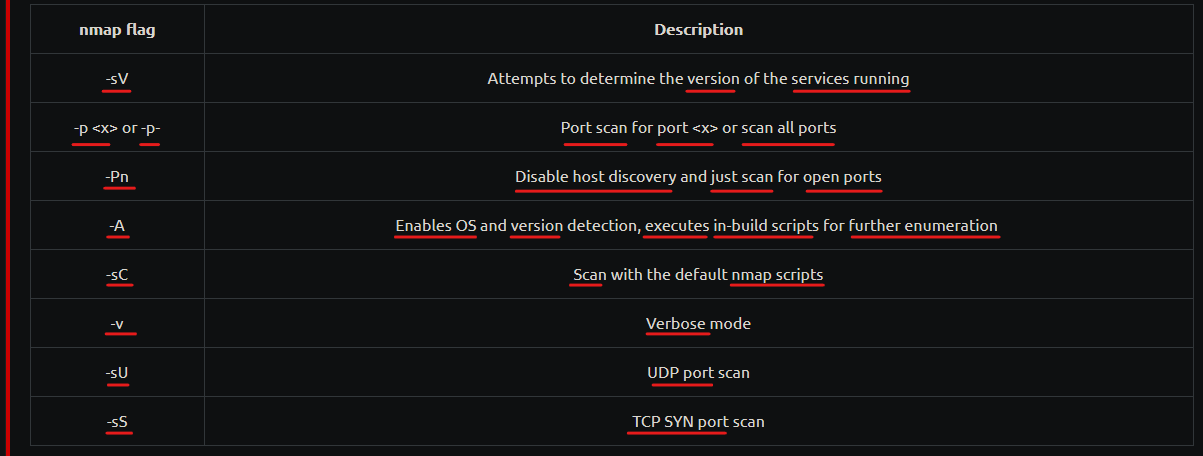 nmap flag Description
-sV Attempts to determine the version of the services running
-p <x> or -p- Port scan for port <x> or scan all ports
-Pn Disable host discovery and just scan for open ports
-A Enables OS and version detection, executes in-build scripts for further enumeration
-sC Scan with the default nmap scripts
-v Verbose mode
-sU UDP port scan
-sS TCP SYN port scan